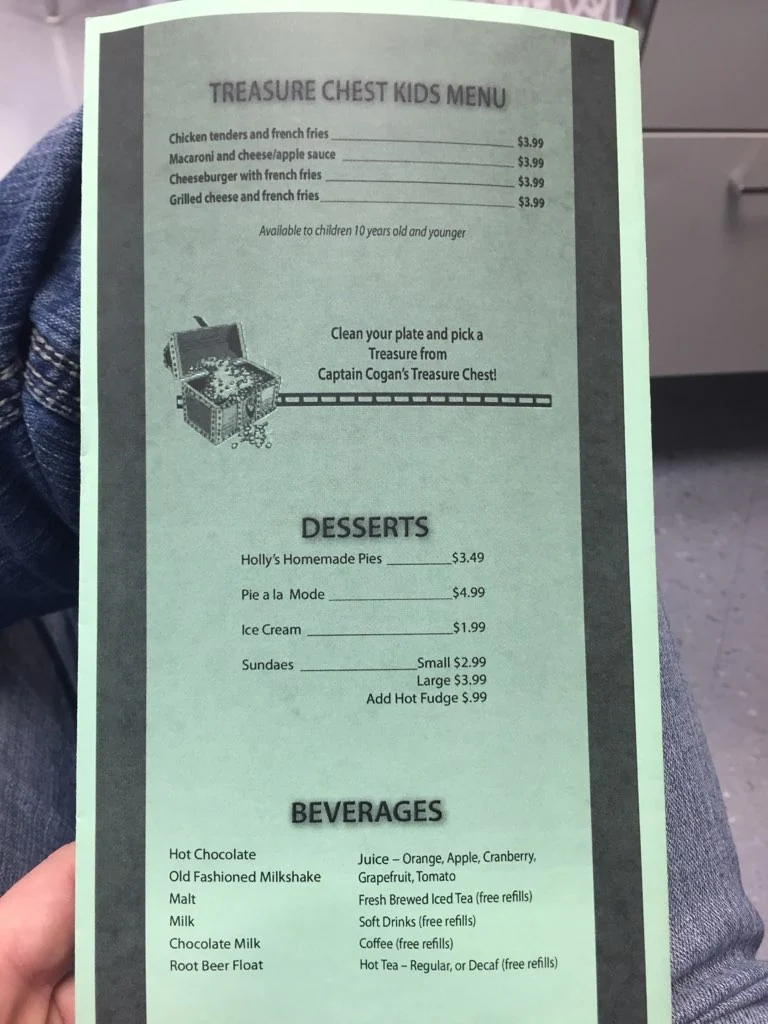 TREASURE CHEST KIDS MENU
Chicken tenders and french fries $3.99
Macaroni and cheese/apple sauce $3.99
Cheeseburger with french fries $3.99
Grilled cheese and french fries $3.99
Available to children 10 years old and younger
Clean your plate and pick a
Treasure from
Captain Cogan's Treasure Chest!
DESSERTS
Holly's Homemade Pies $3.49
Pie a la Mode $4.99
Ice Cream $1.99
Sundaes Small $2.99
Large $3.99
Add Hot Fudge $.99
BEVERAGES
Hot Chocolate
Old Fashioned Milkshake
Malt
Milk
Chocolate Milk
Root Beer Float
Juice – Orange, Apple, Cranberry,
Grapefruit, Tomato
Fresh Brewed Iced Tea (free refills)
Soft Drinks (free refills)
Coffee (free refills)
Hot Tea – Regular, or Decaf (free refills)